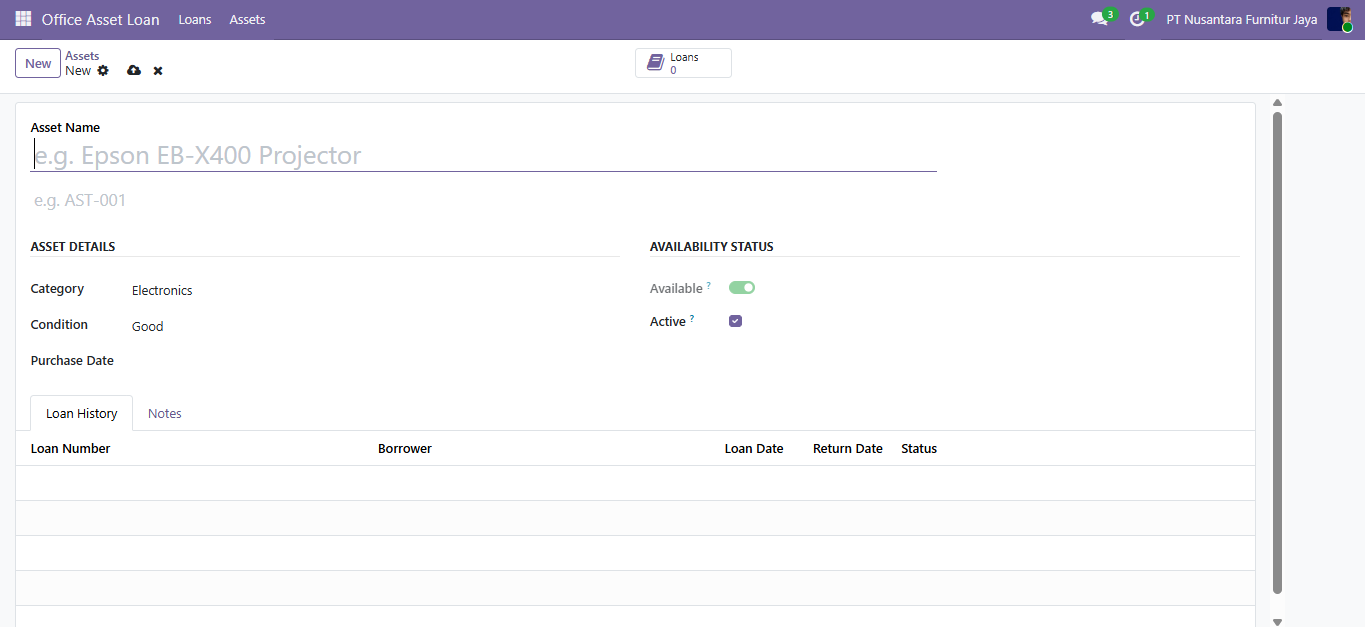 Office Asset Loan Loans Assets 3 1 PT Nusantara Furnitur Jaya
New Assets
New
Loans
0
Asset Name
e.g. Epson EB-X400 Projector
e.g. AST-001
ASSET DETAILS
Category Electronics
Condition Good
Purchase Date
AVAILABILITY STATUS
Available ?
Active ?
Loan History Notes
Loan Number Borrower Loan Date Return Date Status